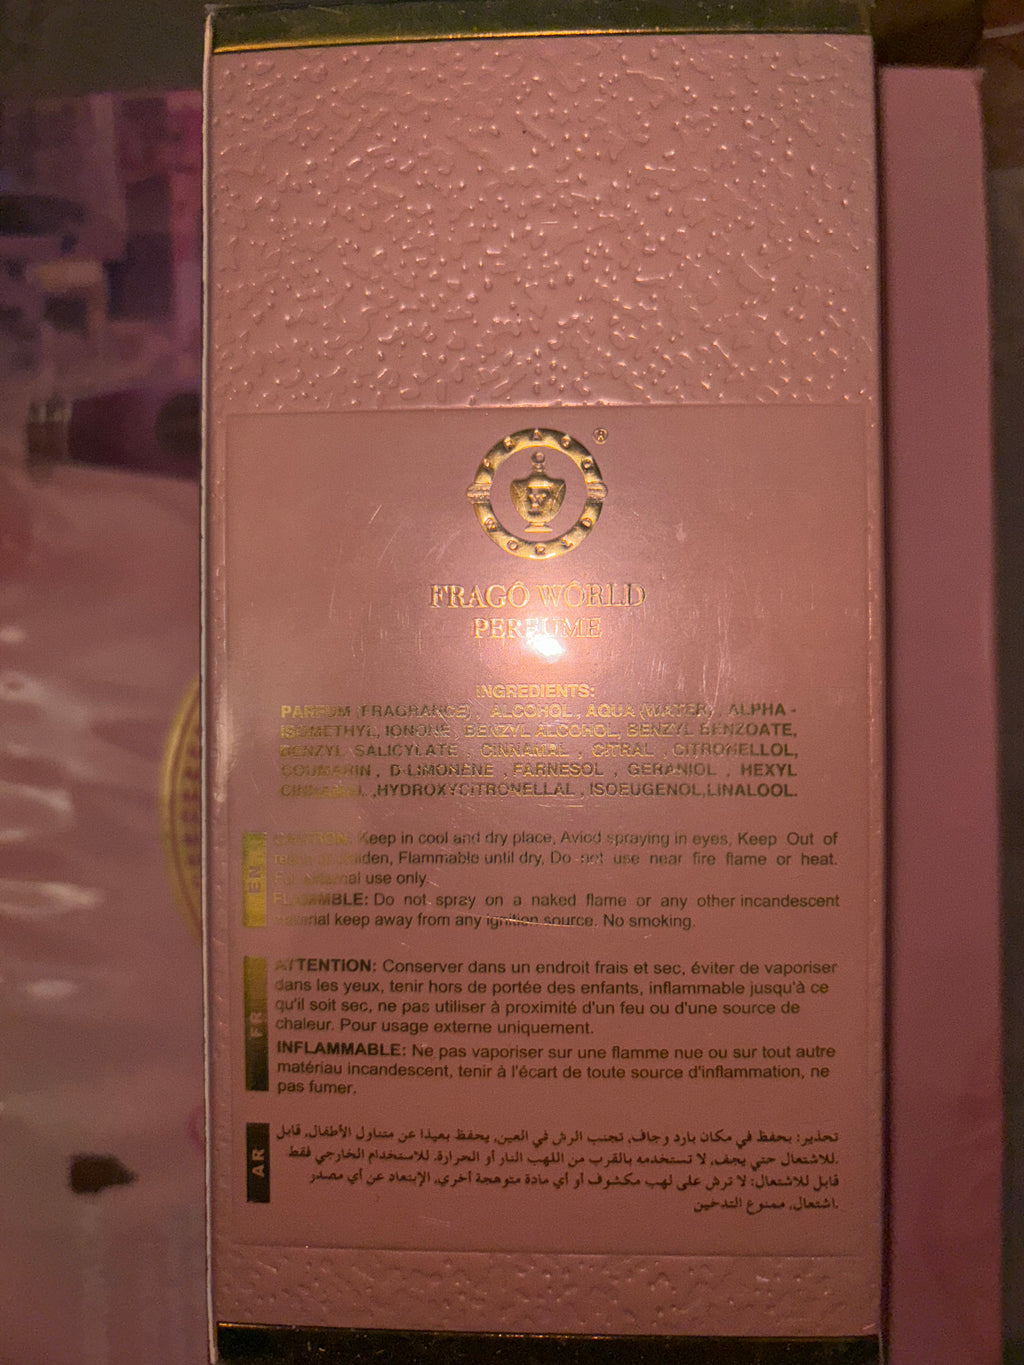 FRAGO WORLD
®
FRAGÔ WÔRLD
PERFUME
INGREDIENTS:
PARFUM (FRAGRANCE) , ALCOHOL , AQUA (WATER) , ALPHA -
ISOMETHYL, IONONE, BENZYL ALCOHOL, BENZYL BENZOATE,
BENZYL SALICYLATE , CINNAMAL , CITRAL , CITRONELLOL,
COUMARIN , D-LIMONENE , FARNESOL , GERANIOL , HEXYL
,HYDROXYCITRONELLAL , ISOEUGENOL,LINALOOL.
EN
CAUTION: Keep in cool and dry place, Aviod spraying in eyes, Keep Out of
Flammable until dry, Do not use near fire flame or heat.
For external use only.
Do not spray on a naked flame or any other incandescent
material keep away from any ignition source. No smoking.
FR
ATTENTION: Conserver dans un endroit frais et sec, éviter de vaporiser
dans les yeux, tenir hors de portée des enfants, inflammable jusqu'à ce
qu'il soit sec, ne pas utiliser à proximité d'un feu ou d'une source de
chaleur. Pour usage externe uniquement.
INFLAMMABLE: Ne pas vaporiser sur une flamme nue ou sur tout autre
matériau incandescent, tenir à l'écart de toute source d'inflammation, ne
pas fumer.
AR
تحذير: بحفظ في مكان بارد وجاف, تجنب الرش في العين, يحفظ بعيدا عن متناول الأطفال, قابل
للاشتعال حتي يجف, لا تستخدمه بالقرب من اللهب النار أو الحرارة. للاستخدام الخارجي فقط.
قابل للاشتعال: لا ترش على لهب مكشوف أو أي مادة متوهجة أخري, الإبتعاد عن أي مصدر
اشتعال, ممنوع التدخين.